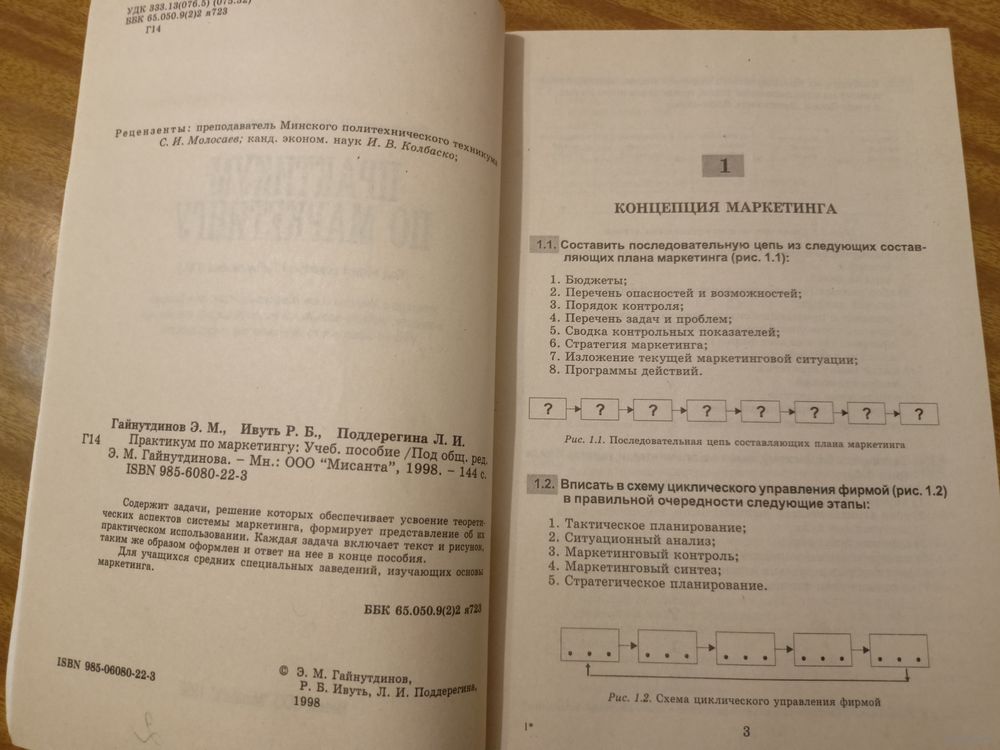 УДК 333.13(076.5) (075.32)
ББК 65.050.9(2)2 я723
Г14
Рецензенты: преподаватель Минского политехнического техникума
С. И. Молосаев; канд. эконом. наук И. В. Колбаско;
Гайнутдинов Э. М., Ивуть Р. Б., Поддерегина Л. И.
Г14 Практикум по маркетингу: Учеб. пособие /Под общ. ред.
Э. М. Гайнутдинова. – Мн.: ООО "Мисанта", 1998. – 144 с.
ISBN 985-6080-22-3
Содержит задачи, решение которых обеспечивает усвоение теорети-
ческих аспектов системы маркетинга, формирует представление об их
практическом использовании. Каждая задача включает текст и рисунок,
таким же образом оформлен и ответ на нее в конце пособия.
Для учащихся средних специальных заведений, изучающих основы
маркетинга.
ББК 65.050.9(2)2 я723
ISBN 985-06080-22-3
© Э. М. Гайнутдинов,
Р. Б. Ивуть, Л. И. Поддерегина,
1998
1
КОНЦЕПЦИЯ МАРКЕТИНГА
1.1. Составить последовательную цепь из следующих состав-
ляющих плана маркетинга (рис. 1.1):
1. Бюджеты;
2. Перечень опасностей и возможностей;
3. Порядок контроля;
4. Перечень задач и проблем;
5. Сводка контрольных показателей;
6. Стратегия маркетинга;
7. Изложение текущей маркетинговой ситуации;
8. Программы действий.
? ? ? ? ? ? ? ?
Рис. 1.1. Последовательная цепь составляющих плана маркетинга
1.2. Вписать в схему циклического управления фирмой (рис. 1.2)
в правильной очередности следующие этапы:
1. Тактическое планирование;
2. Ситуационный анализ;
3. Маркетинговый контроль;
4. Маркетинговый синтез;
5. Стратегическое планирование.
. . . . . . . . . . . . . . .
Рис. 1.2. Схема циклического управления фирмой
1*
3